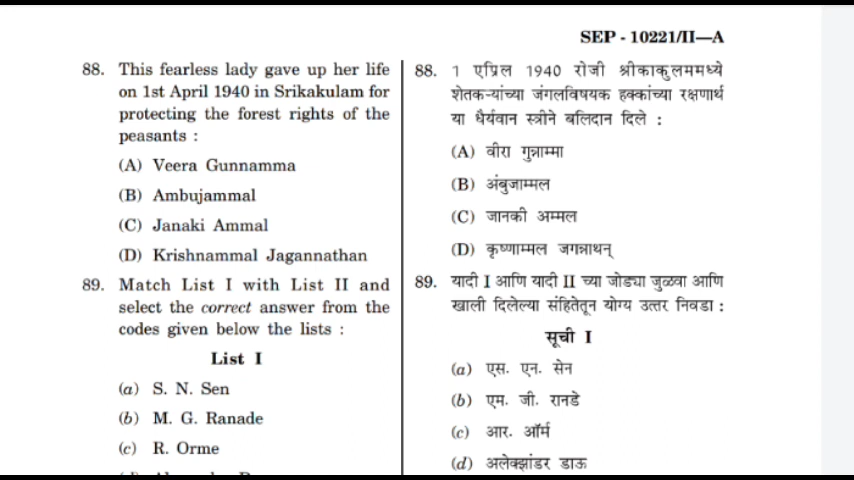 SEP - 10221/II—A
88. This fearless lady gave up her life
on 1st April 1940 in Srikakulam for
protecting the forest rights of the
peasants :
(A) Veera Gunnamma
(B) Ambujammal
(C) Janaki Ammal
(D) Krishnammal Jagannathan
89. Match List I with List II and
select the correct answer from the
codes given below the lists :
List I
(a) S. N. Sen
(b) M. G. Ranade
(c) R. Orme
88. 1 एप्रिल 1940 रोजी श्रीकाकुलममध्ये
शेतकऱ्यांच्या जंगलविषयक हक्कांच्या रक्षणार्थ
या धैर्यवान स्त्रीने बलिदान दिले :
(A) वीरा गुन्नाम्मा
(B) अंबुजाम्मल
(C) जानकी अम्मल
(D) कृष्णाम्मल जगन्नाथन्
89. यादी I आणि यादी II च्या जोड्या जुळवा आणि
खाली दिलेल्या संहितेतून योग्य उत्तर निवडा :
सूची I
(a) एस. एन. सेन
(b) एम. जी. रानडे
(c) आर. ऑर्म
(d) अलेक्झांडर डाऊ